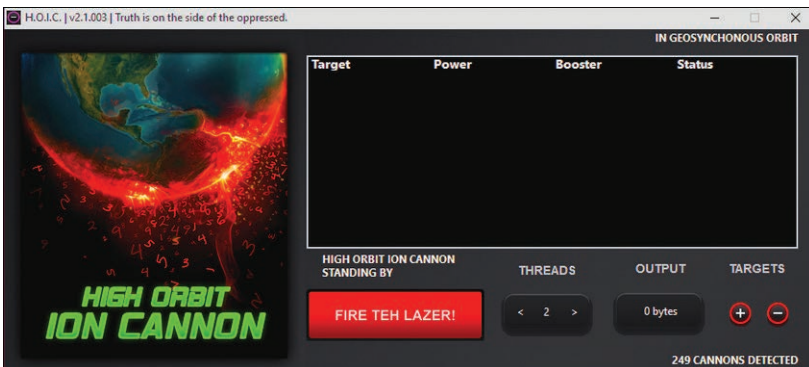 H.O.I.C. | v2.1.003 | Truth is on the side of the oppressed.
IN GEOSYNCHONOUS ORBIT
Target Power Booster Status
HIGH ORBIT ION CANNON
STANDING BY
THREADS OUTPUT TARGETS
FIRE TEH LAZER!
< 2 >
0 bytes
HIGH ORBIT
ION CANNON
249 CANNONS DETECTED